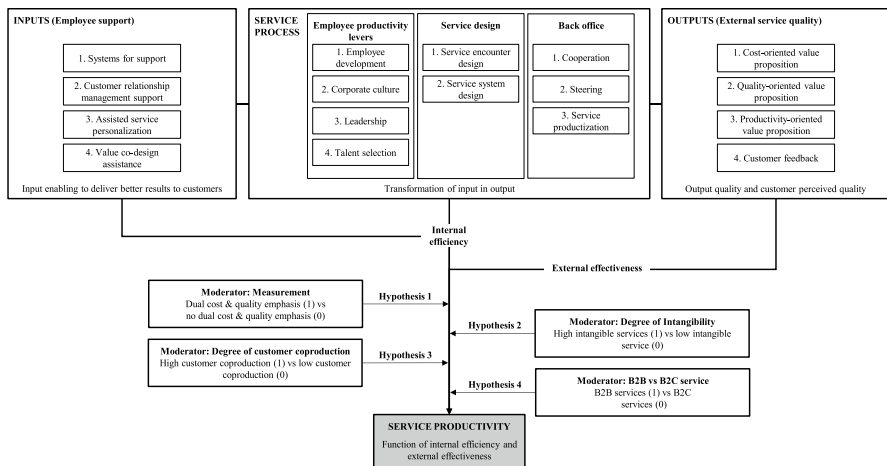 INPUTS (Employee support)
1. Systems for support
2. Customer relationship
management support
3. Assisted service
personalization
4. Value co-design
assistance
Input enabling to deliver better results to customers
SERVICE
PROCESS
Employee productivity
levers
1. Employee
development
2. Corporate culture
3. Leadership
4. Talent selection
Service design
1. Service encounter
design
2. Service system
design
Back office
1. Cooperation
2. Steering
3. Service
productization
Transformation of input in output
OUTPUTS (External service quality)
1. Cost-oriented value
proposition
2. Quality-oriented value
proposition
3. Productivity-oriented
value proposition
4. Customer feedback
Output quality and customer perceived quality
Internal
efficiency
External effectiveness
Moderator: Measurement
Dual cost & quality emphasis (1) vs
no dual cost & quality emphasis (0)
Hypothesis 1
Hypothesis 2
Moderator: Degree of Intangibility
High intangible services (1) vs low intangible
service (0)
Moderator: Degree of customer coproduction
High customer coproduction (1) vs low customer
coproduction (0)
Hypothesis 3
Hypothesis 4
Moderator: B2B vs B2C service
B2B services (1) vs B2C
services (0)
SERVICE PRODUCTIVITY
Function of internal efficiency and
external effectiveness